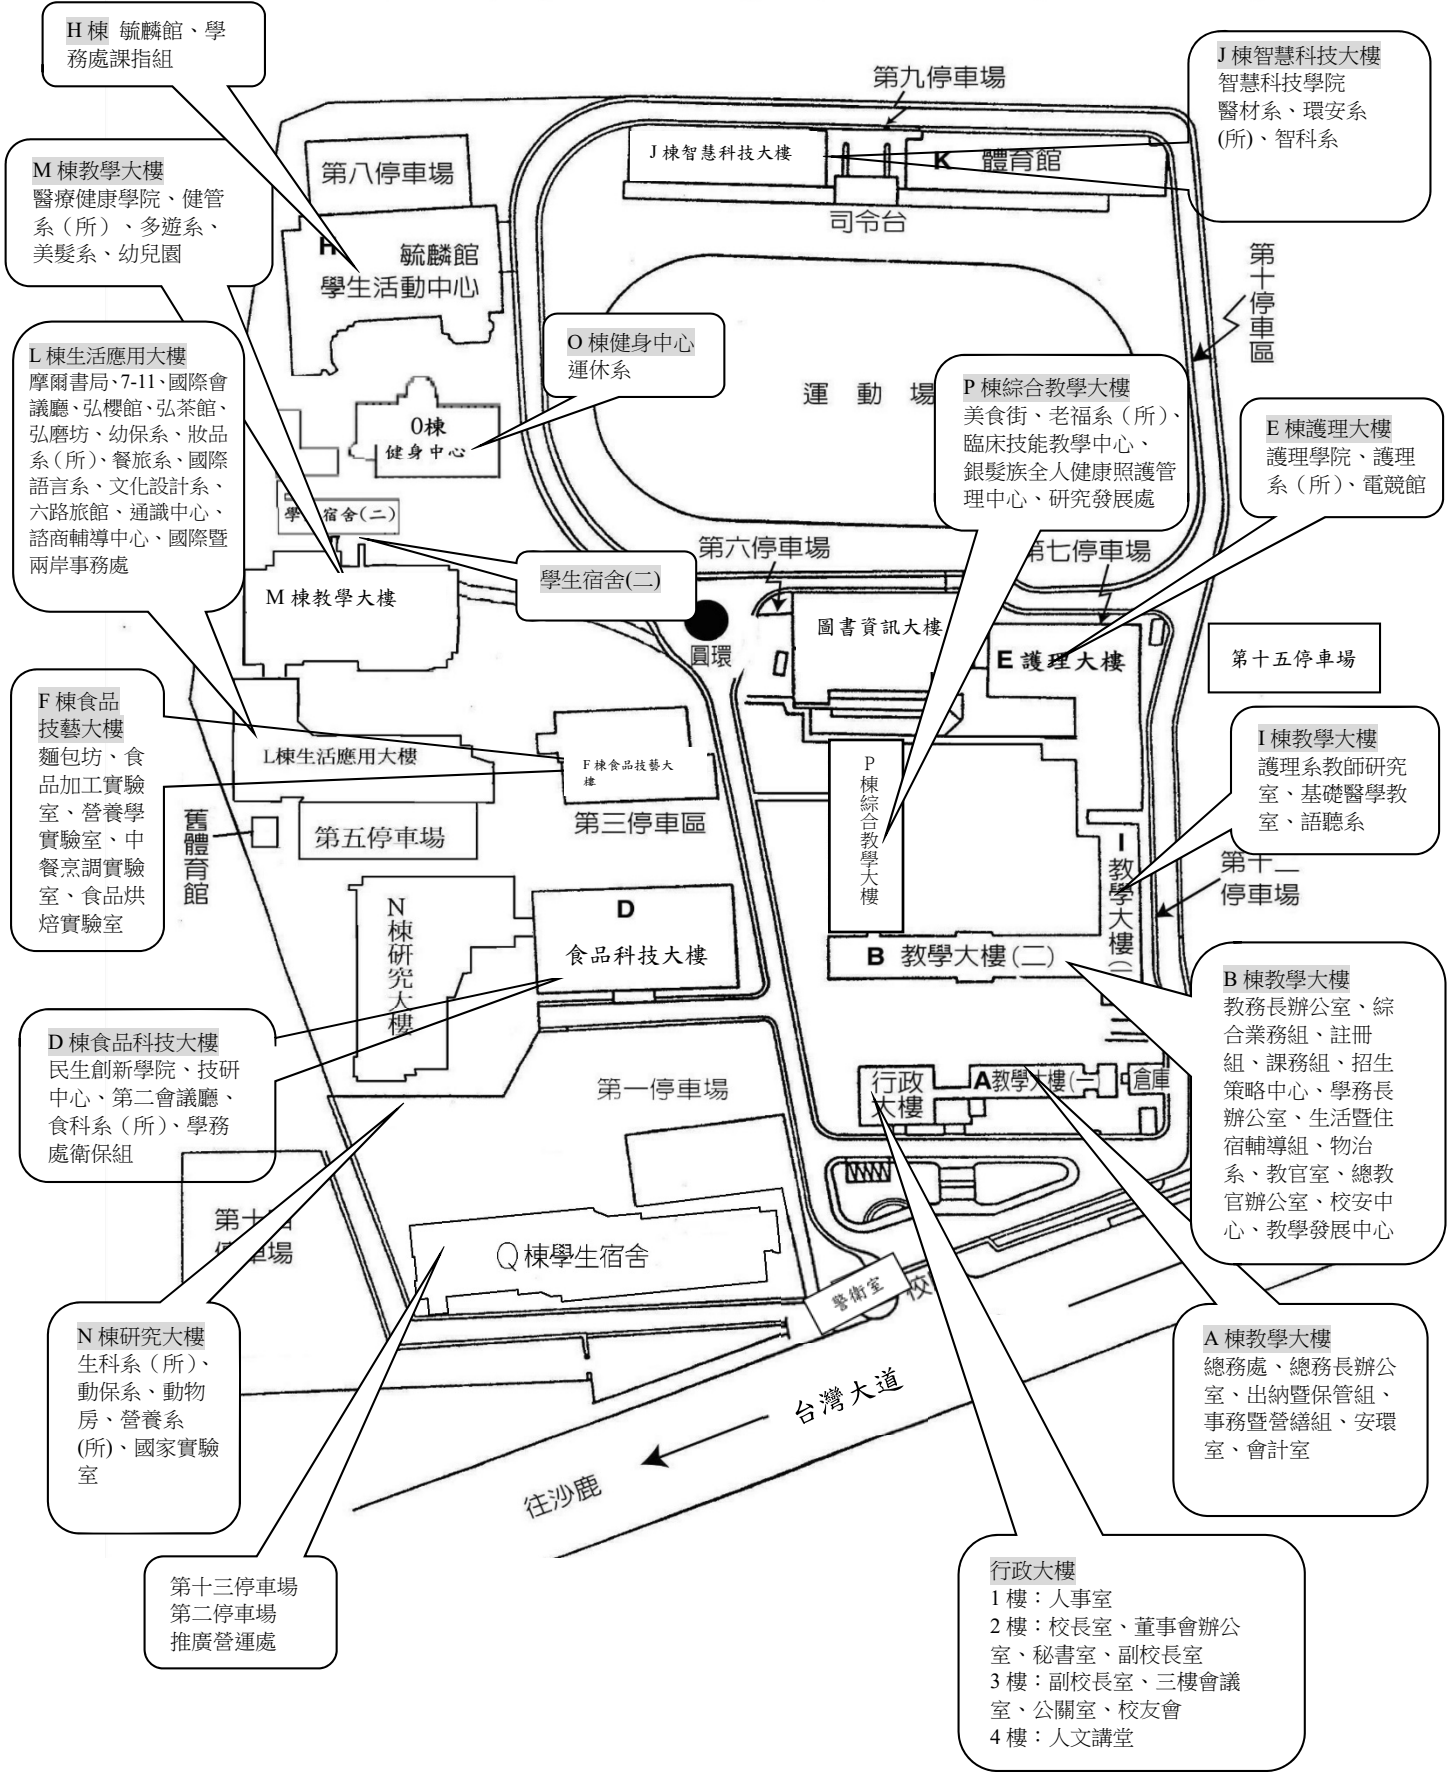 H 棟 毓麟館、學
務處課指組
J 棟智慧科技大樓
智慧科技學院
醫材系、環安系
(所)、智科系
第九停車場
M 棟教學大樓
醫療健康學院、健管
系（所）、多遊系、
美髮系、幼兒園
第八停車場
J 棟智慧科技大樓
K 體育館
司令台
H
毓麟館
學生活動中心
第十停車區
L 棟生活應用大樓
摩爾書局、7-11、國際會
議廳、弘櫻館、弘茶館、
弘磨坊、幼保系、妝品
系（所）、餐旅系、國際
語言系、文化設計系、
六路旅館、通識中心、
諮商輔導中心、國際暨
兩岸事務處
O 棟健身中心
運休系
O棟
健身中心
運 動 場
P 棟綜合教學大樓
美食街、老福系（所）、
臨床技能教學中心、
銀髮族全人健康照護管
理中心、研究發展處
E 棟護理大樓
護理學院、護理
系（所）、電競館
學 宿舍(二)
學生宿舍(二)
第六停車場
第七停車場
M 棟教學大樓
圓環
圖書資訊大樓
E 護理大樓
第十五停車場
F 棟食品
技藝大樓
麵包坊、食
品加工實驗
室、營養學
實驗室、中
餐烹調實驗
室、食品烘
焙實驗室
L棟生活應用大樓
F 棟食品技藝大
樓
P棟綜合教學大樓
I 棟教學大樓
護理系教師研究
室、基礎醫學教
室、語聽系
舊體育館
第五停車場
第三停車區
I 教學大樓(一
第十二
停車場
N棟研究大樓
D
食品科技大樓
B 教學大樓(二)
B 棟教學大樓
教務長辦公室、綜
合業務組、註冊
組、課務組、招生
策略中心、學務長
辦公室、生活暨住
宿輔導組、物治
系、教官室、總教
官辦公室、校安中
心、教學發展中心
D 棟食品科技大樓
民生創新學院、技研
中心、第二會議廳、
食科系（所）、學務
處衛保組
第一停車場
行政
大樓
A教學大樓(一)
倉庫
第十四
停車場
Q棟學生宿舍
警衛室
校
N 棟研究大樓
生科系（所）、
動保系、動物
房、營養系
(所)、國家實驗
室
A 棟教學大樓
總務處、總務長辦公
室、出納暨保管組、
事務暨營繕組、安環
室、會計室
台灣大道
往沙鹿
第十三停車場
第二停車場
推廣營運處
行政大樓
1 樓：人事室
2 樓：校長室、董事會辦公
室、秘書室、副校長室
3 樓：副校長室、三樓會議
室、公關室、校友會
4 樓：人文講堂